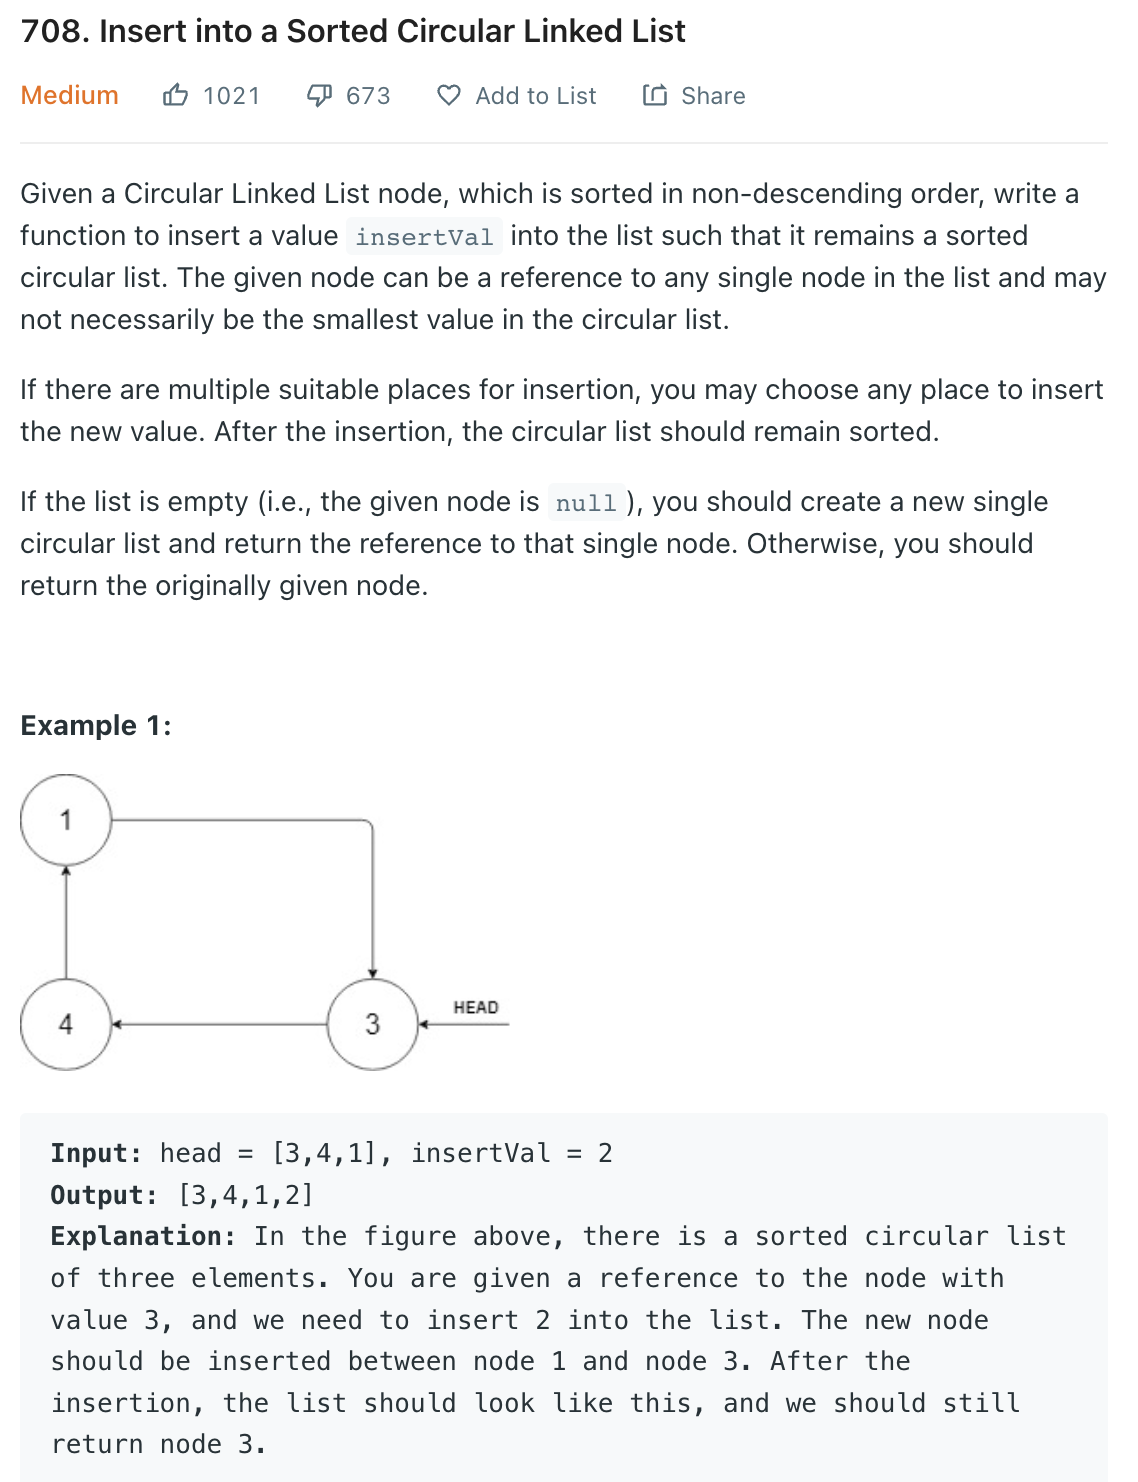 708. Insert into a Sorted Circular Linked List
Medium 1021 673 Add to List Share
Given a Circular Linked List node, which is sorted in non-descending order, write a
function to insert a value insertVal into the list such that it remains a sorted
circular list. The given node can be a reference to any single node in the list and may
not necessarily be the smallest value in the circular list.
If there are multiple suitable places for insertion, you may choose any place to insert
the new value. After the insertion, the circular list should remain sorted.
If the list is empty (i.e., the given node is null), you should create a new single
circular list and return the reference to that single node. Otherwise, you should
return the originally given node.
Example 1:
1
HEAD
4 3
Input: head = [3,4,1], insertVal = 2
Output: [3,4,1,2]
Explanation: In the figure above, there is a sorted circular list
of three elements. You are given a reference to the node with
value 3, and we need to insert 2 into the list. The new node
should be inserted between node 1 and node 3. After the
insertion, the list should look like this, and we should still
return node 3.